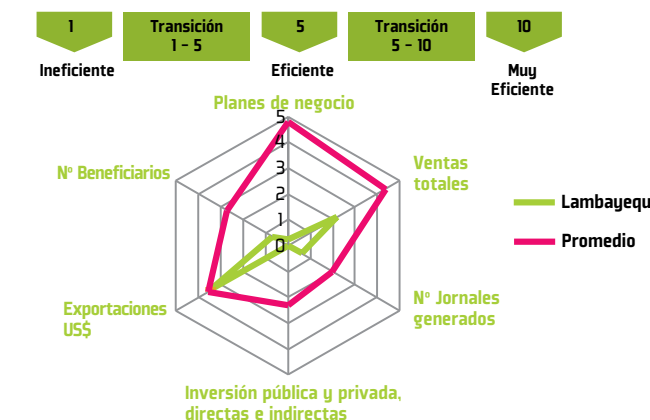 1
Transición
1 - 5
5
Transición
5 - 10
10
Ineficiente
Eficiente
Muy
Eficiente
Planes de negocio
5
4
3
2
1
0
Nº Beneficiarios
Ventas
totales
Lambayequ
Promedio
Exportaciones
US$
Nº Jornales
generados
Inversión pública y privada,
directas e indirectas